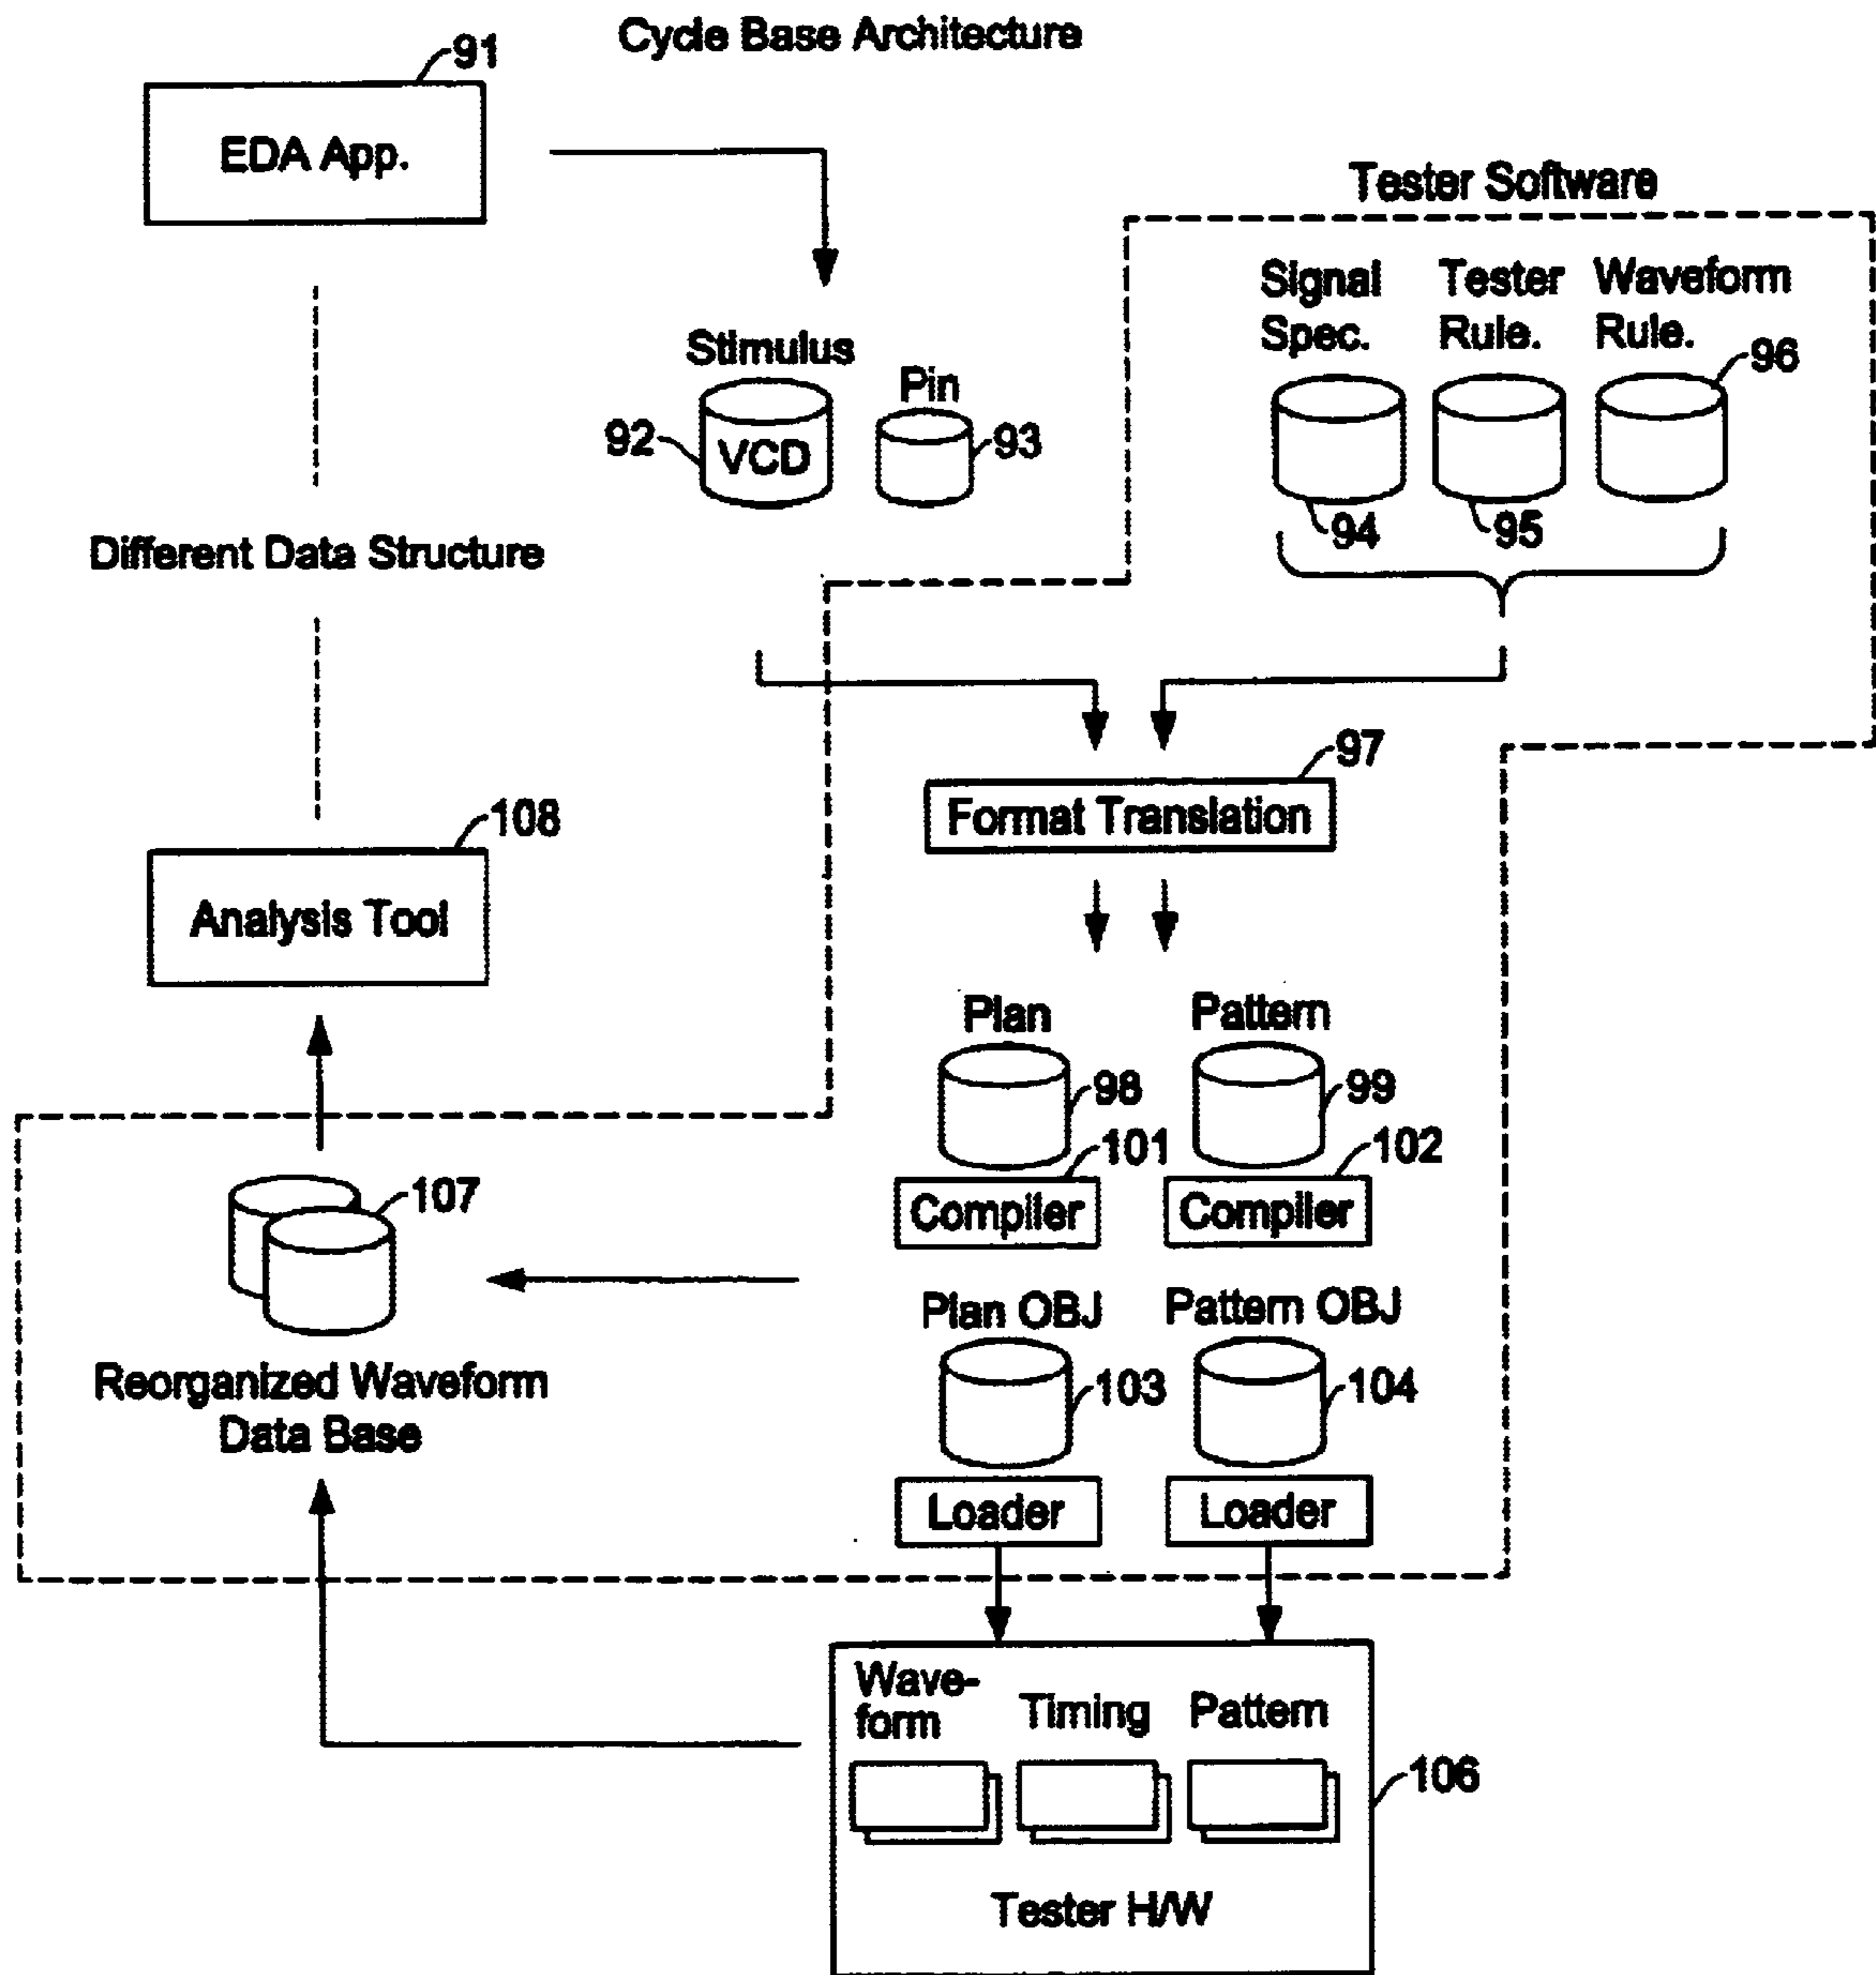 Cycle Base Architecture
91
EDA App.
Tester Software
Signal Spec.
Tester Rule.
Waveform Rule.
96
Stimulus
Pin
92
VCD
93
94
95
Different Data Structure
97
Format Translation
108
Analysis Tool
Plan
Pattern
98
99
101
102
Compiler
Compiler
107
Plan OBJ
Pattern OBJ
103
104
Reorganized Waveform
Data Base
Loader
Loader
Wave-
form
Timing
Pattern
106
Tester H/W